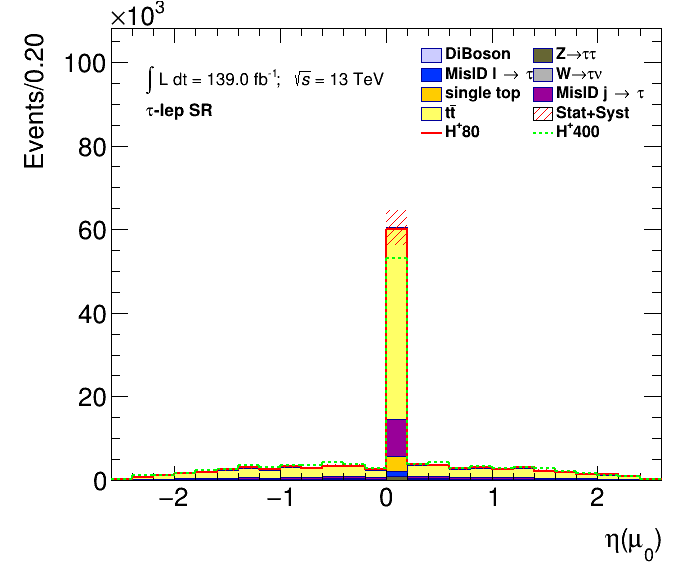 ×10³
Events/0.20
100
80
60
40
20
0
∫ L dt = 139.0 fb⁻¹; √s = 13 TeV
τ-lep SR
DiBoson
Z→ττ
MisID l → τ
W→τν
single top
MisID j → τ
tt̄
Stat+Syst
H⁺80
H⁺400
−2 −1 0 1 2
η(μ₀)